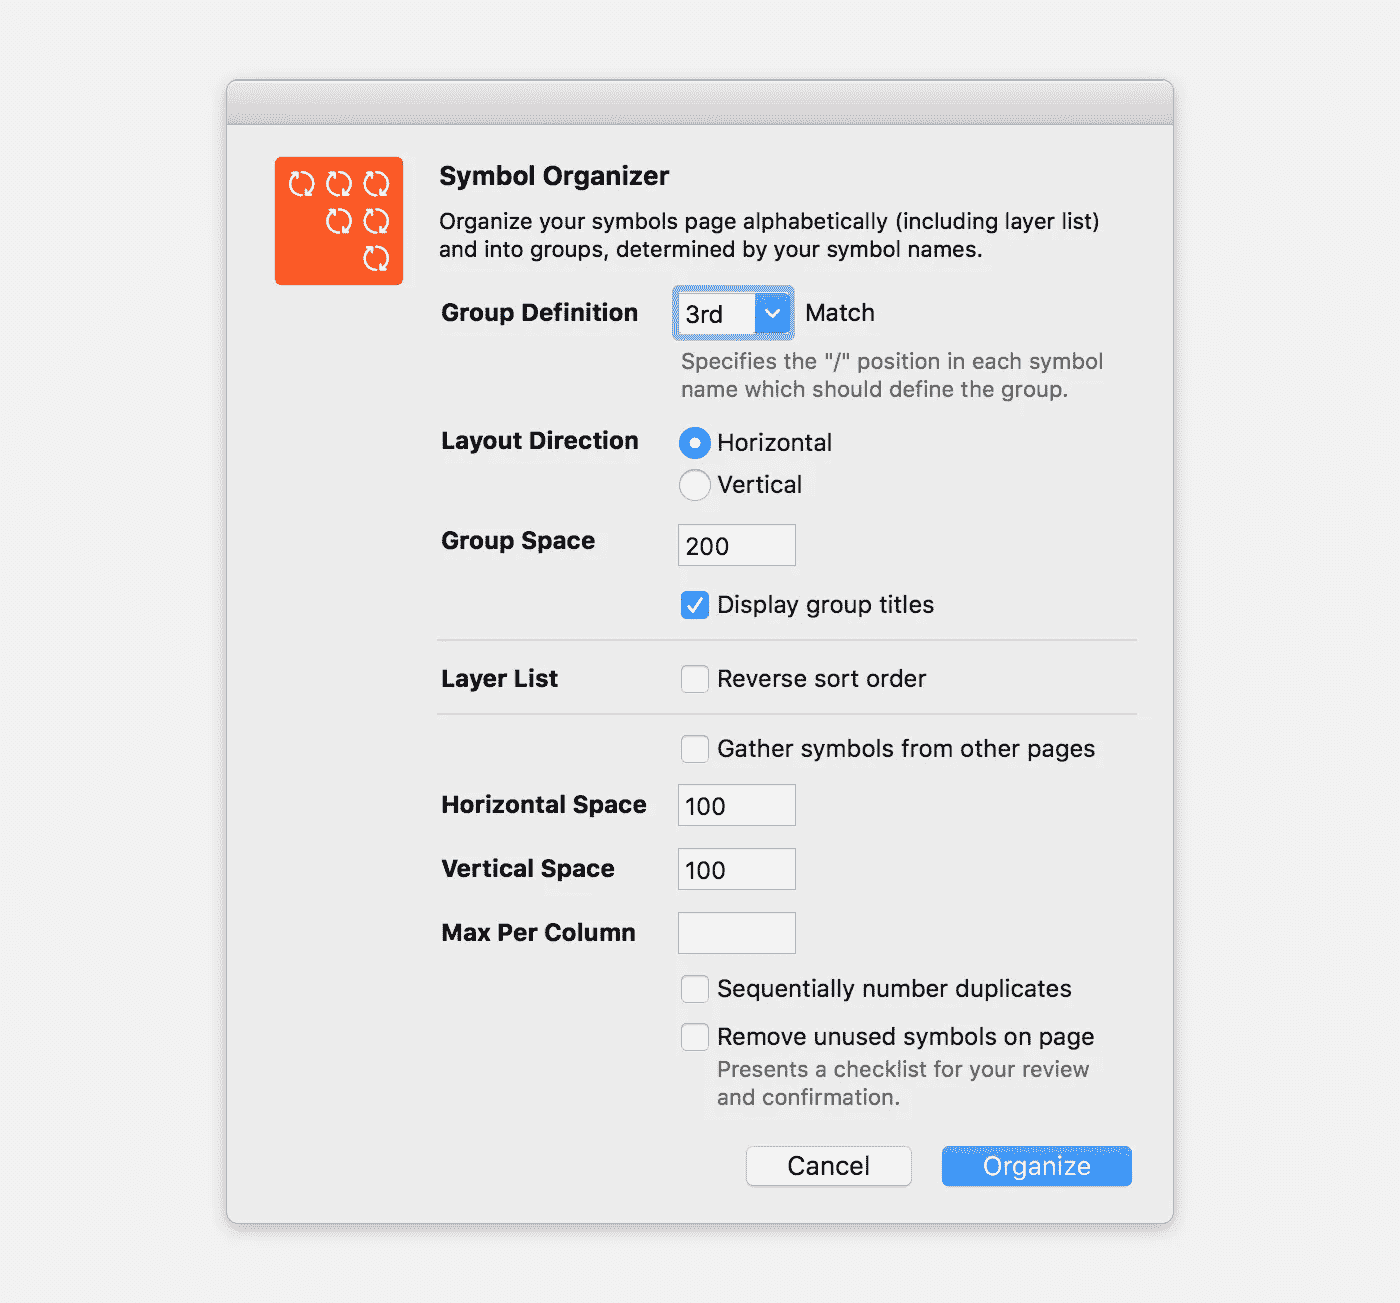 Symbol Organizer
Organize your symbols page alphabetically (including layer list)
and into groups, determined by your symbol names.
Group Definition 3rd Match
Specifies the "/" position in each symbol
name which should define the group.
Layout Direction Horizontal
Vertical
Group Space 200
Display group titles
Layer List Reverse sort order
Gather symbols from other pages
Horizontal Space 100
Vertical Space 100
Max Per Column
Sequentially number duplicates
Remove unused symbols on page
Presents a checklist for your review
and confirmation.
Cancel Organize